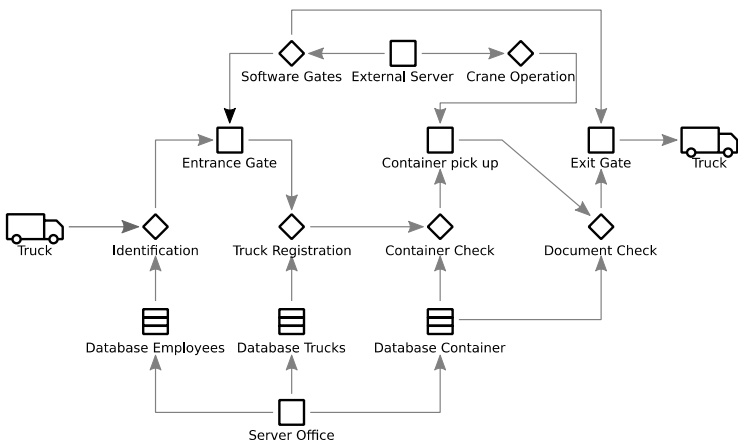 Software Gates
External Server
Crane Operation
Entrance Gate
Container pick up
Exit Gate
Truck
Truck
Identification
Truck Registration
Container Check
Document Check
Database Employees
Database Trucks
Database Container
Server Office